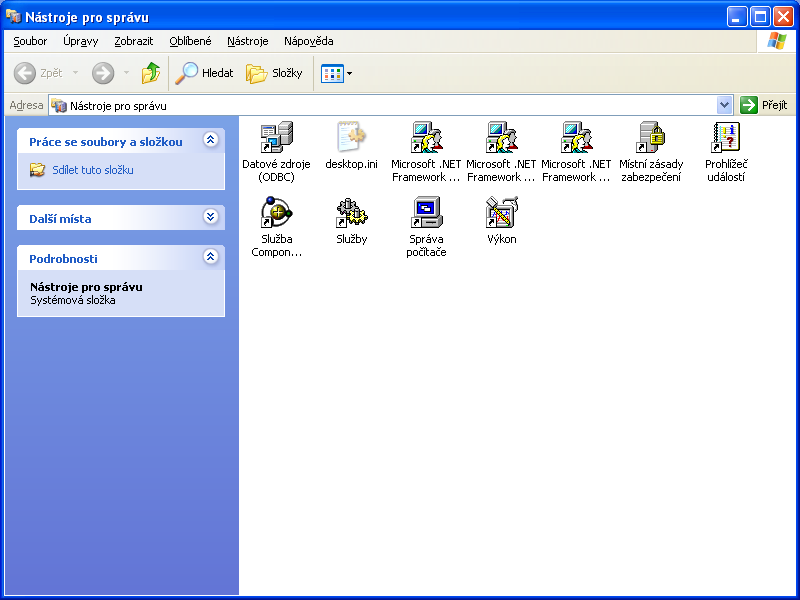 Nástroje pro správu
Soubor Úpravy Zobrazit Oblíbené Nástroje Nápověda
Zpět Hledat Složky
Adresa Nástroje pro správu Přejít
Práce se soubory a složkou
Sdílet tuto složku
Další místa
Podrobnosti
Nástroje pro správu
Systémová složka
Datové zdroje (ODBC)
desktop.ini
Microsoft .NET Framework ...
Microsoft .NET Framework ...
Microsoft .NET Framework ...
Místní zásady zabezpečení
Prohlížeč událostí
Služba Compon...
Služby
Správa počítače
Výkon